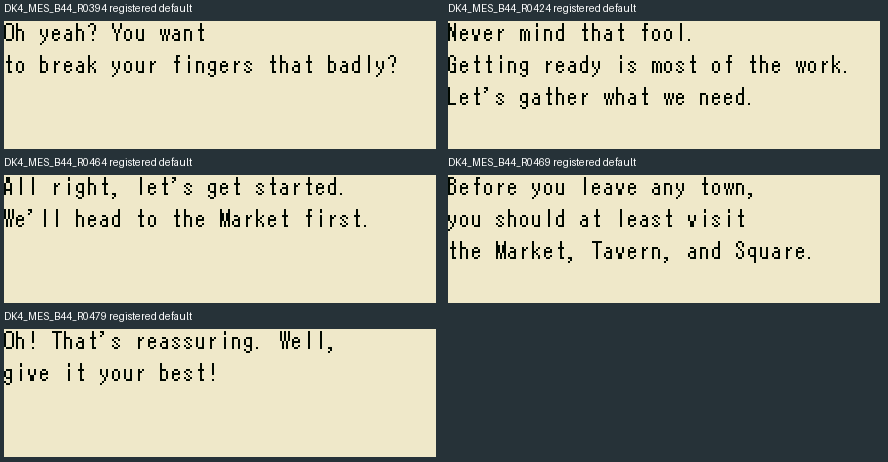 DK4_MES_B44_R0394 registered default
Oh yeah? You want
to break your fingers that badly?
DK4_MES_B44_R0424 registered default
Never mind that fool.
Getting ready is most of the work.
Let's gather what we need.
DK4_MES_B44_R0464 registered default
All right, let's get started.
We'll head to the Market first.
DK4_MES_B44_R0469 registered default
Before you leave any town,
you should at least visit
the Market, Tavern, and Square.
DK4_MES_B44_R0479 registered default
Oh! That's reassuring. Well,
give it your best!